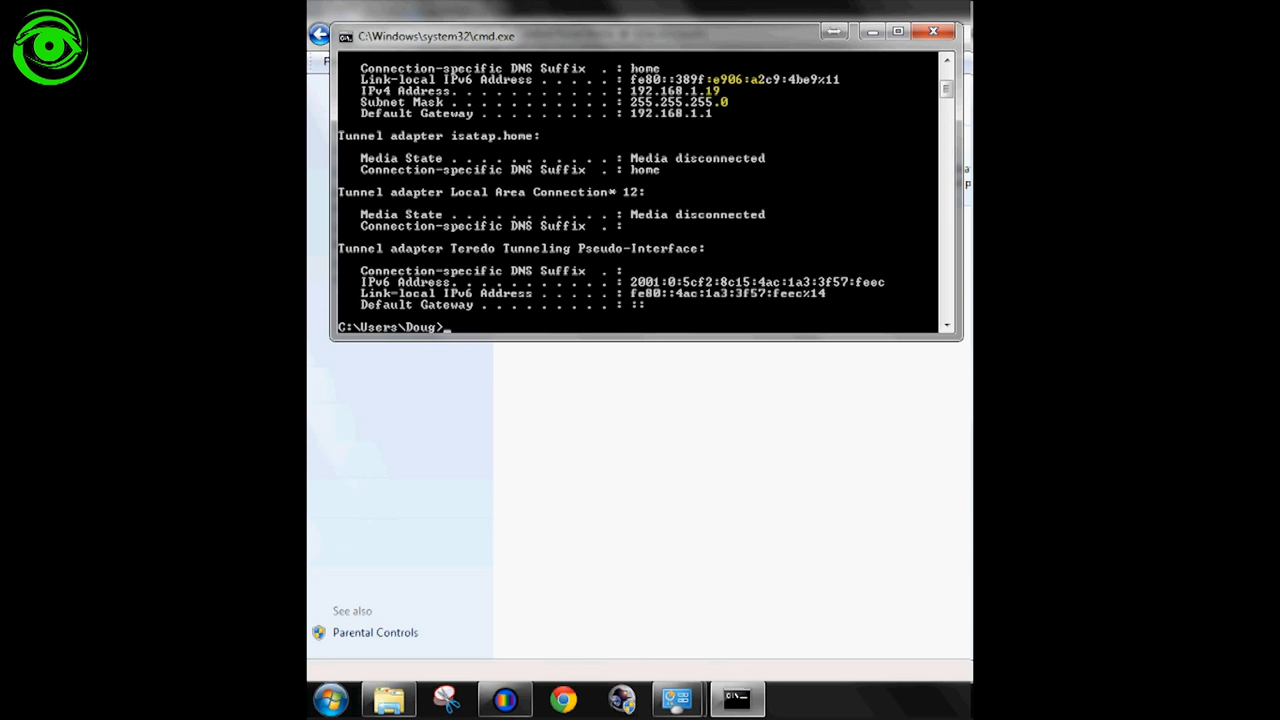 C:\Windows\system32\cmd.exe
Connection-specific DNS Suffix . : home
Link-local IPv6 Address . . . . . : fe80::389f:e906:a2c9:4be9%11
IPv4 Address. . . . . . . . . . . : 192.168.1.19
Subnet Mask . . . . . . . . . . . : 255.255.255.0
Default Gateway . . . . . . . . . : 192.168.1.1
Tunnel adapter isatap.home:
Media State . . . . . . . . . . . : Media disconnected
Connection-specific DNS Suffix . : home
Tunnel adapter Local Area Connection* 12:
Media State . . . . . . . . . . . : Media disconnected
Connection-specific DNS Suffix . :
Tunnel adapter Teredo Tunneling Pseudo-Interface:
Connection-specific DNS Suffix . :
IPv6 Address. . . . . . . . . . . : 2001:0:5cf2:8c15:4ac:1a3:3f57:feec
Link-local IPv6 Address . . . . . : fe80::4ac:1a3:3f57:feec%14
Default Gateway . . . . . . . . . : ::
C:\Users\Doug>_
See also
Parental Controls